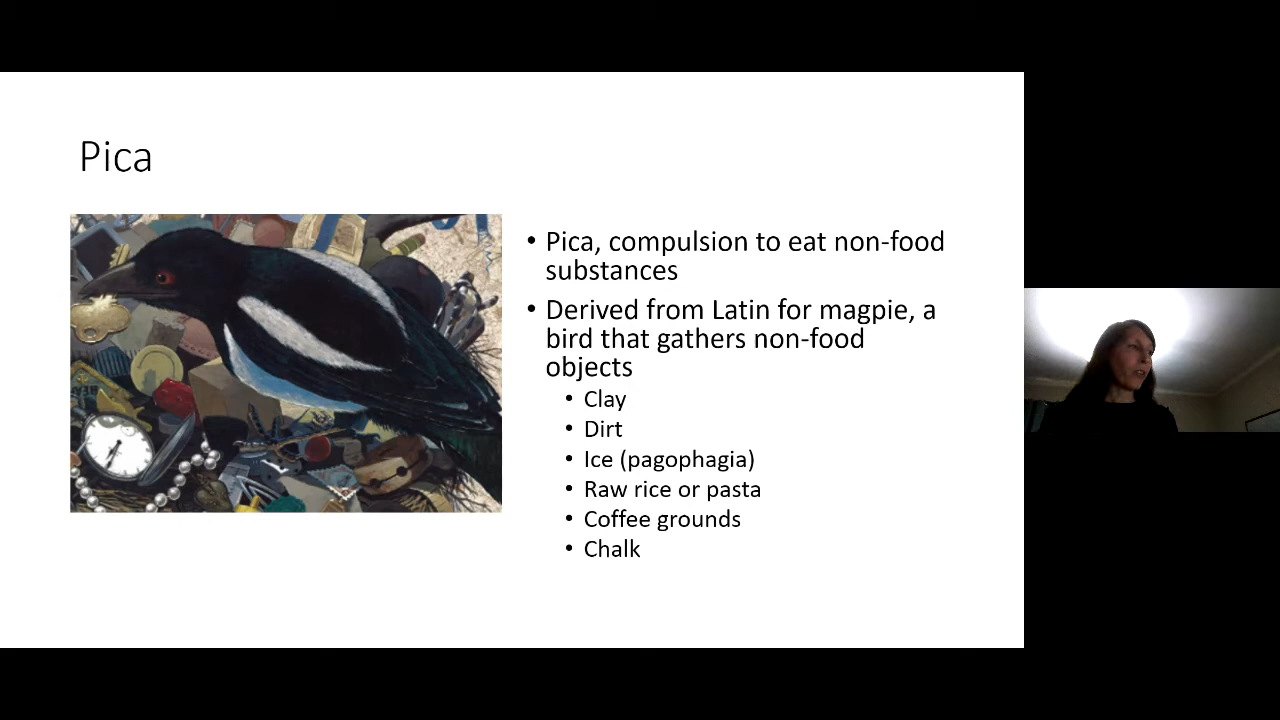 Pica
• Pica, compulsion to eat non-food
substances
• Derived from Latin for magpie, a
bird that gathers non-food
objects
• Clay
• Dirt
• Ice (pagophagia)
• Raw rice or pasta
• Coffee grounds
• Chalk